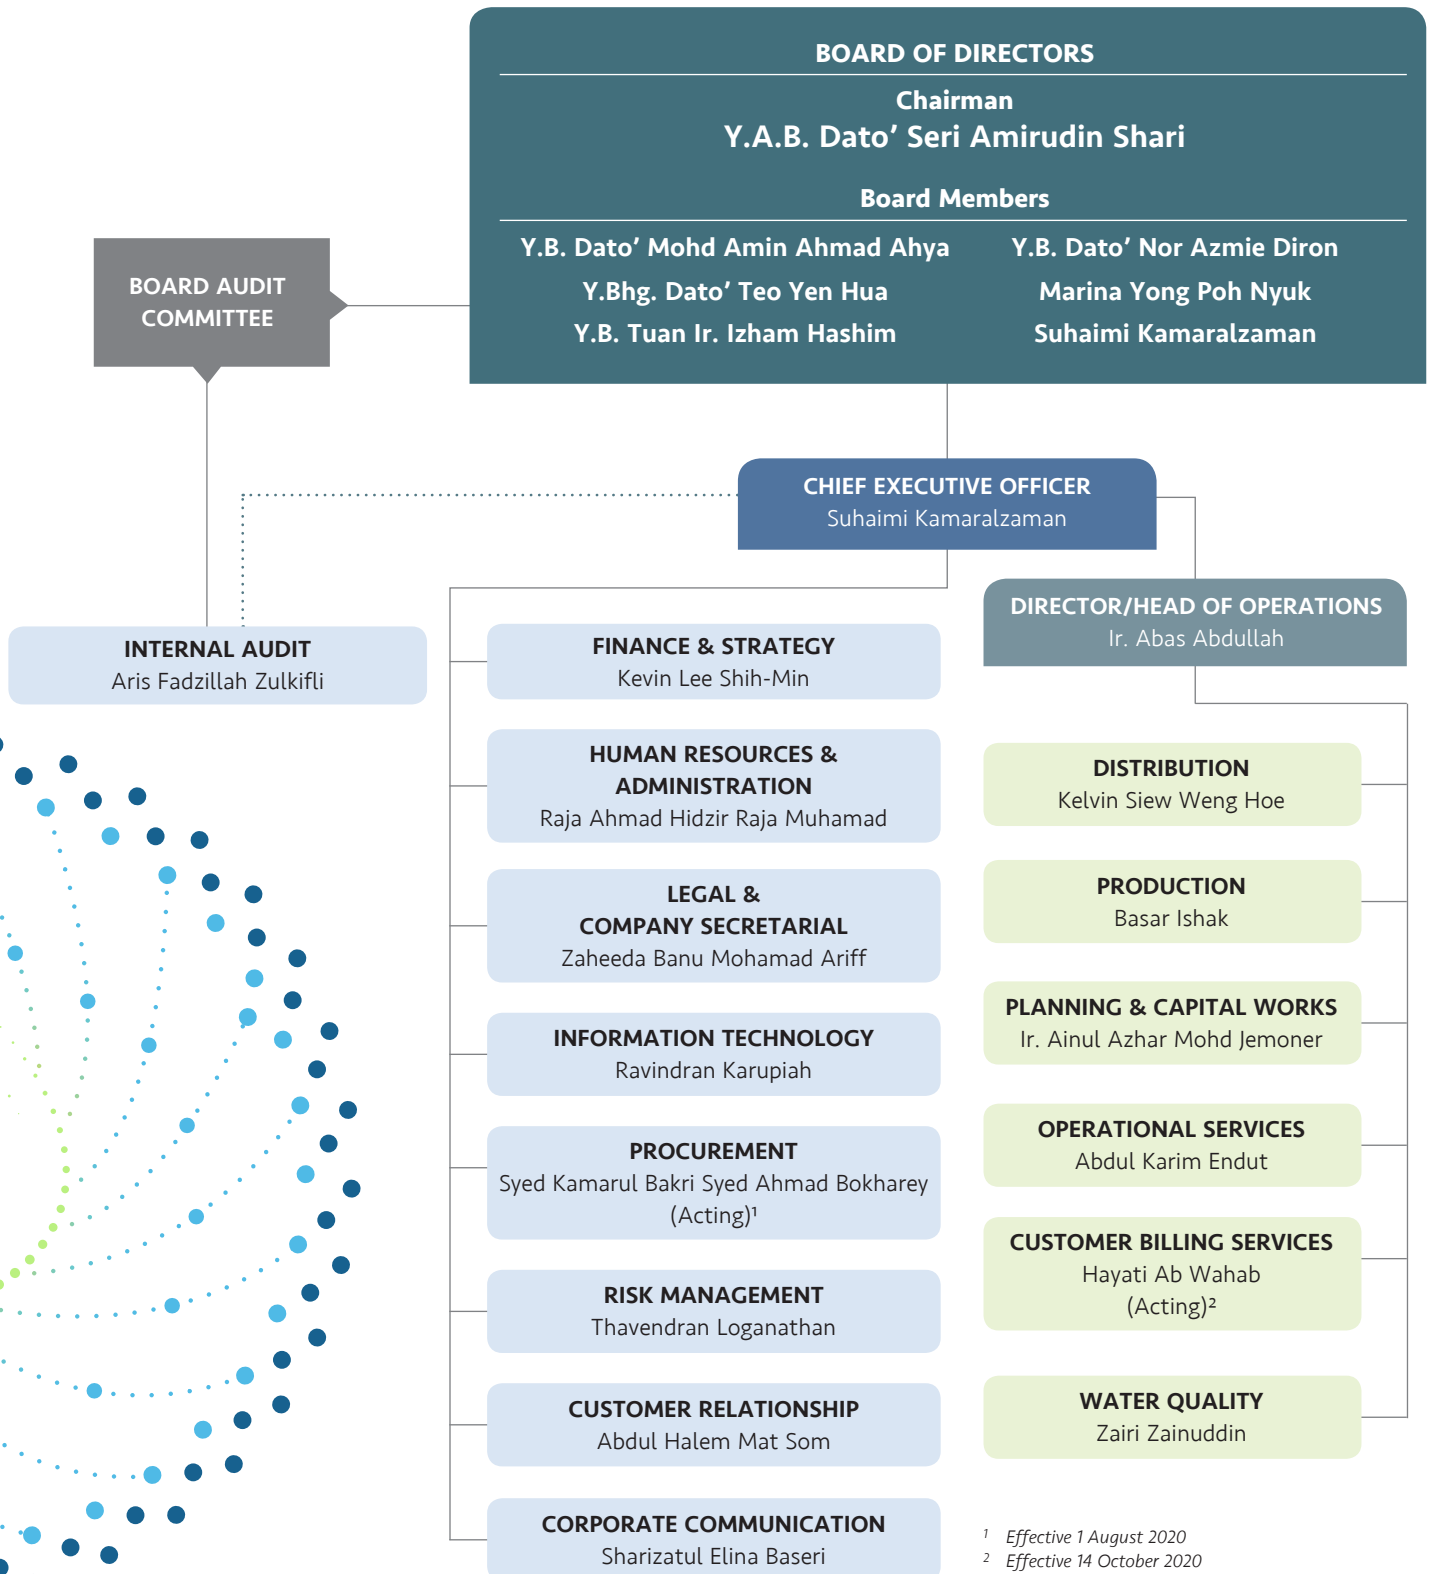 BOARD OF DIRECTORS
Chairman
Y.A.B. Dato’ Seri Amirudin Shari
Board Members
Y.B. Dato’ Mohd Amin Ahmad Ahya
Y.B. Dato’ Nor Azmie Diron
Y.Bhg. Dato’ Teo Yen Hua
Marina Yong Poh Nyuk
Y.B. Tuan Ir. Izham Hashim
Suhaimi Kamaralzaman
BOARD AUDIT
COMMITTEE
CHIEF EXECUTIVE OFFICER
Suhaimi Kamaralzaman
INTERNAL AUDIT
Aris Fadzillah Zulkifli
FINANCE & STRATEGY
Kevin Lee Shih-Min
HUMAN RESOURCES &
ADMINISTRATION
Raja Ahmad Hidzir Raja Muhamad
LEGAL &
COMPANY SECRETARIAL
Zaheeda Banu Mohamad Ariff
INFORMATION TECHNOLOGY
Ravindran Karupiah
PROCUREMENT
Syed Kamarul Bakri Syed Ahmad Bokharey
(Acting)¹
RISK MANAGEMENT
Thavendran Loganathan
CUSTOMER RELATIONSHIP
Abdul Halem Mat Som
CORPORATE COMMUNICATION
Sharizatul Elina Baseri
DIRECTOR/HEAD OF OPERATIONS
Ir. Abas Abdullah
DISTRIBUTION
Kelvin Siew Weng Hoe
PRODUCTION
Basar Ishak
PLANNING & CAPITAL WORKS
Ir. Ainul Azhar Mohd Jemoner
OPERATIONAL SERVICES
Abdul Karim Endut
CUSTOMER BILLING SERVICES
Hayati Ab Wahab
(Acting)²
WATER QUALITY
Zairi Zainuddin
¹ Effective 1 August 2020
² Effective 14 October 2020